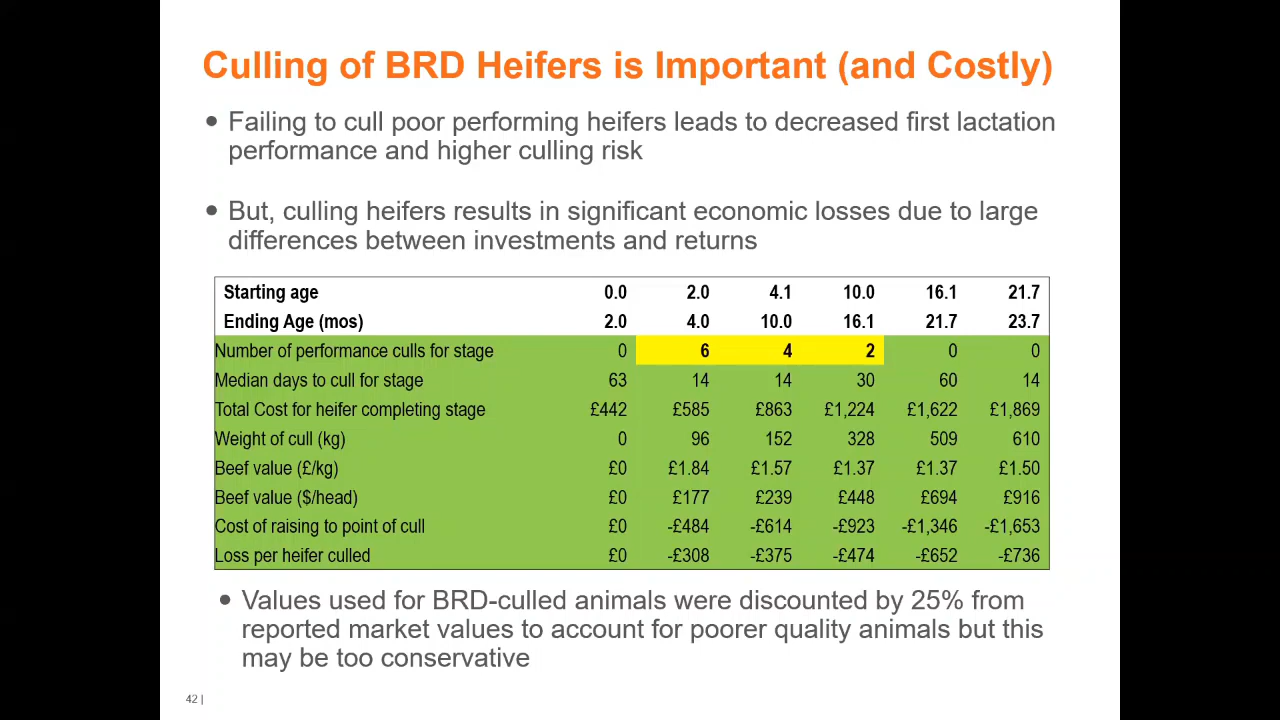 Culling of BRD Heifers is Important (and Costly)
• Failing to cull poor performing heifers leads to decreased first lactation
performance and higher culling risk
• But, culling heifers results in significant economic losses due to large
differences between investments and returns
Starting age 0.0 2.0 4.1 10.0 16.1 21.7
Ending Age (mos) 2.0 4.0 10.0 16.1 21.7 23.7
Number of performance culls for stage 0 6 4 2 0 0
Median days to cull for stage 63 14 14 30 60 14
Total Cost for heifer completing stage £442 £585 £863 £1,224 £1,622 £1,869
Weight of cull (kg) 0 96 152 328 509 610
Beef value (£/kg) £0 £1.84 £1.57 £1.37 £1.37 £1.50
Beef value ($/head) £0 £177 £239 £448 £694 £916
Cost of raising to point of cull £0 -£484 -£614 -£923 -£1,346 -£1,653
Loss per heifer culled £0 -£308 -£375 -£474 -£652 -£736
• Values used for BRD-culled animals were discounted by 25% from
reported market values to account for poorer quality animals but this
may be too conservative
42 |